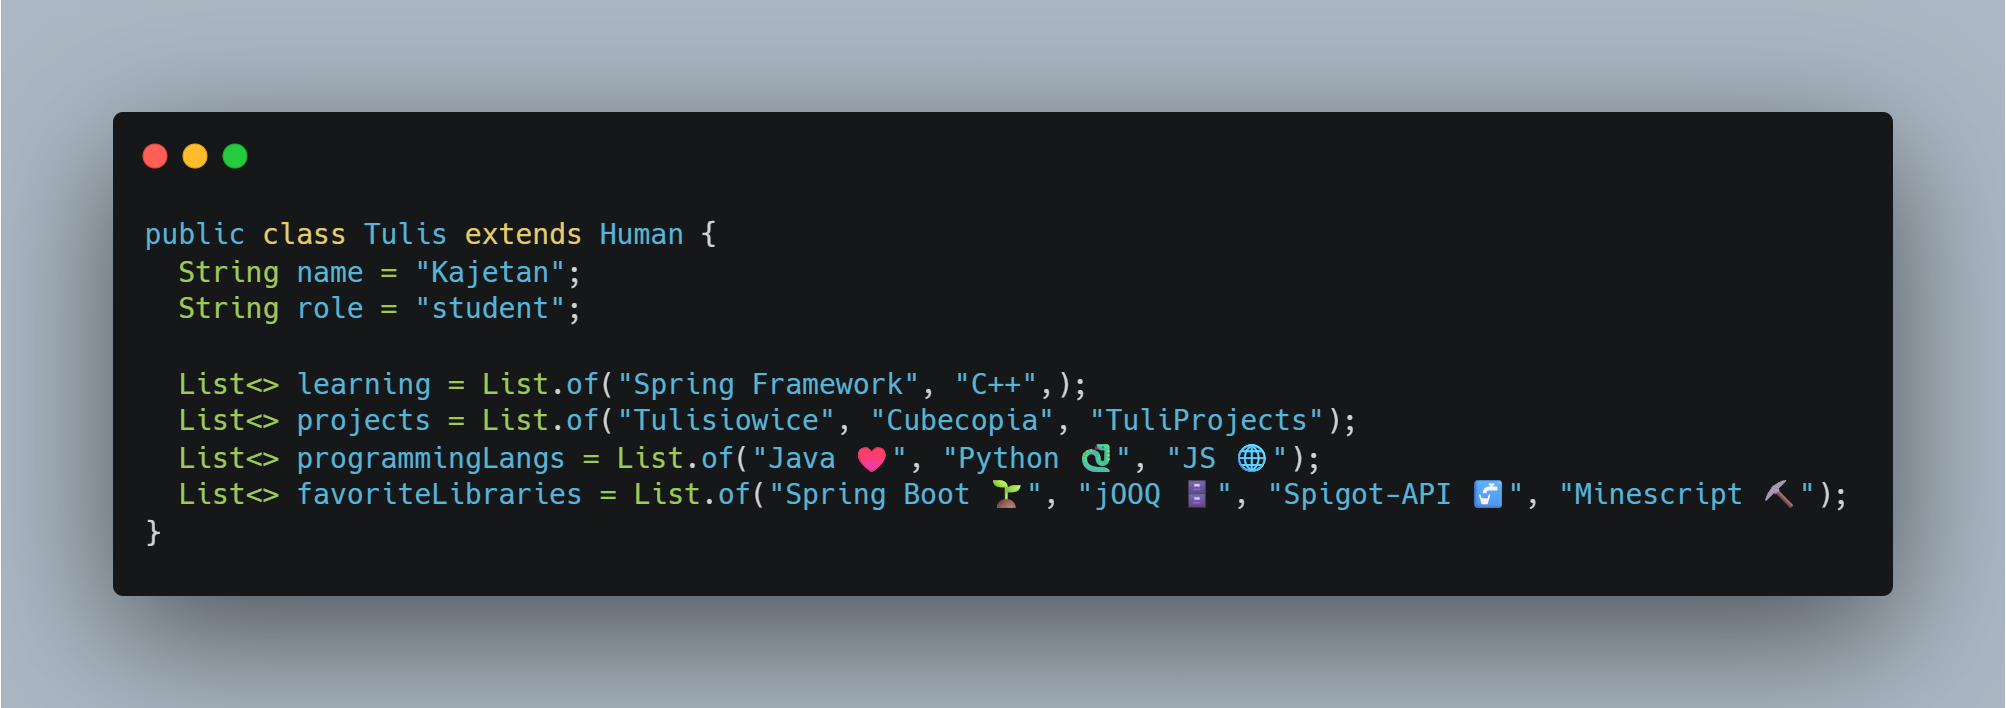 public class Tulis extends Human {
  String name = "Kajetan";
  String role = "student";

  List<> learning = List.of("Spring Framework", "C++",);
  List<> projects = List.of("Tulisiowice", "Cubecopia", "TuliProjects");
  List<> programmingLangs = List.of("Java 💗", "Python 🐍", "JS 🌐");
  List<> favoriteLibraries = List.of("Spring Boot 🌱", "jOOQ 🗄️", "Spigot-API 🚰", "Minescript ⛏️");
}